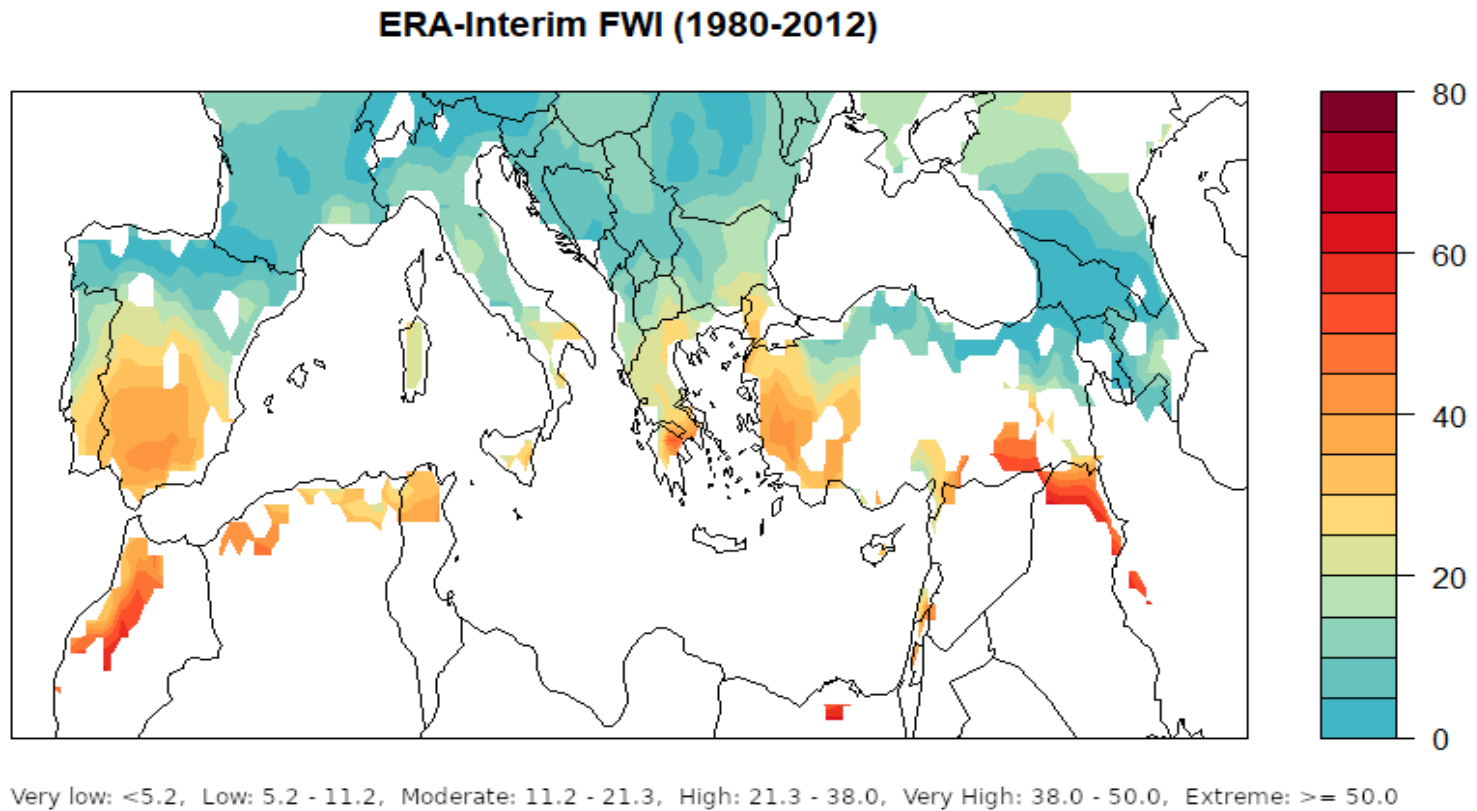 ERA-Interim FWI (1980-2012)
80
60
40
20
0
Very low: <5.2, Low: 5.2 - 11.2, Moderate: 11.2 - 21.3, High: 21.3 - 38.0, Very High: 38.0 - 50.0, Extreme: >= 50.0